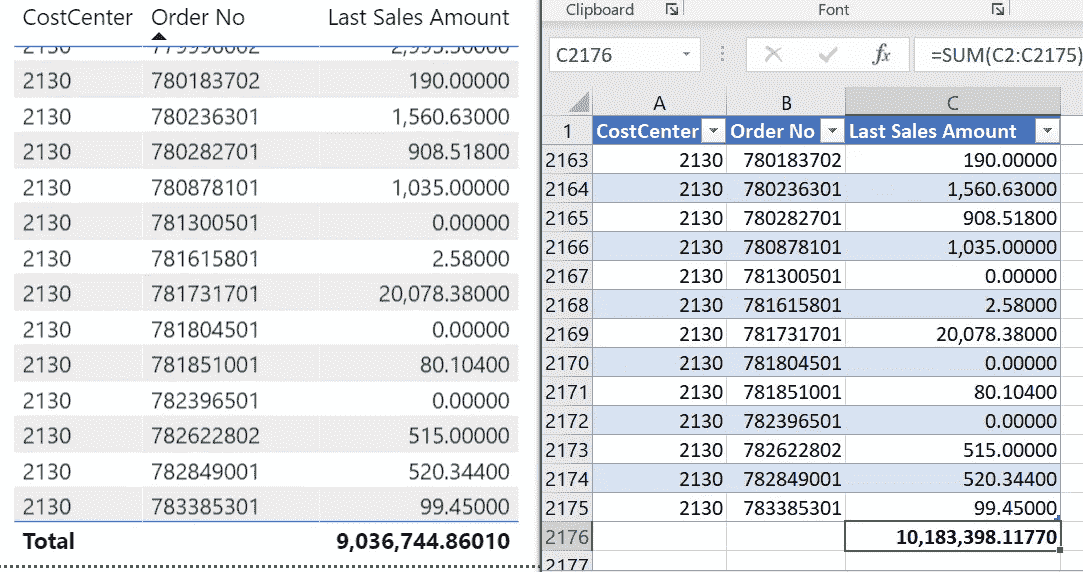 CostCenter Order No Last Sales Amount
2130 779998002 2,995.50000
2130 780183702 190.00000
2130 780236301 1,560.63000
2130 780282701 908.51800
2130 780878101 1,035.00000
2130 781300501 0.00000
2130 781615801 2.58000
2130 781731701 20,078.38000
2130 781804501 0.00000
2130 781851001 80.10400
2130 782396501 0.00000
2130 782622802 515.00000
2130 782849001 520.34400
2130 783385301 99.45000
Total 9,036,744.86010
Clipboard Font
C2176 fx =SUM(C2:C2175)
A B C
1 CostCenter Order No Last Sales Amount
2163 2130 780183702 190.00000
2164 2130 780236301 1,560.63000
2165 2130 780282701 908.51800
2166 2130 780878101 1,035.00000
2167 2130 781300501 0.00000
2168 2130 781615801 2.58000
2169 2130 781731701 20,078.38000
2170 2130 781804501 0.00000
2171 2130 781851001 80.10400
2172 2130 782396501 0.00000
2173 2130 782622802 515.00000
2174 2130 782849001 520.34400
2175 2130 783385301 99.45000
2176 10,183,398.11770
2177